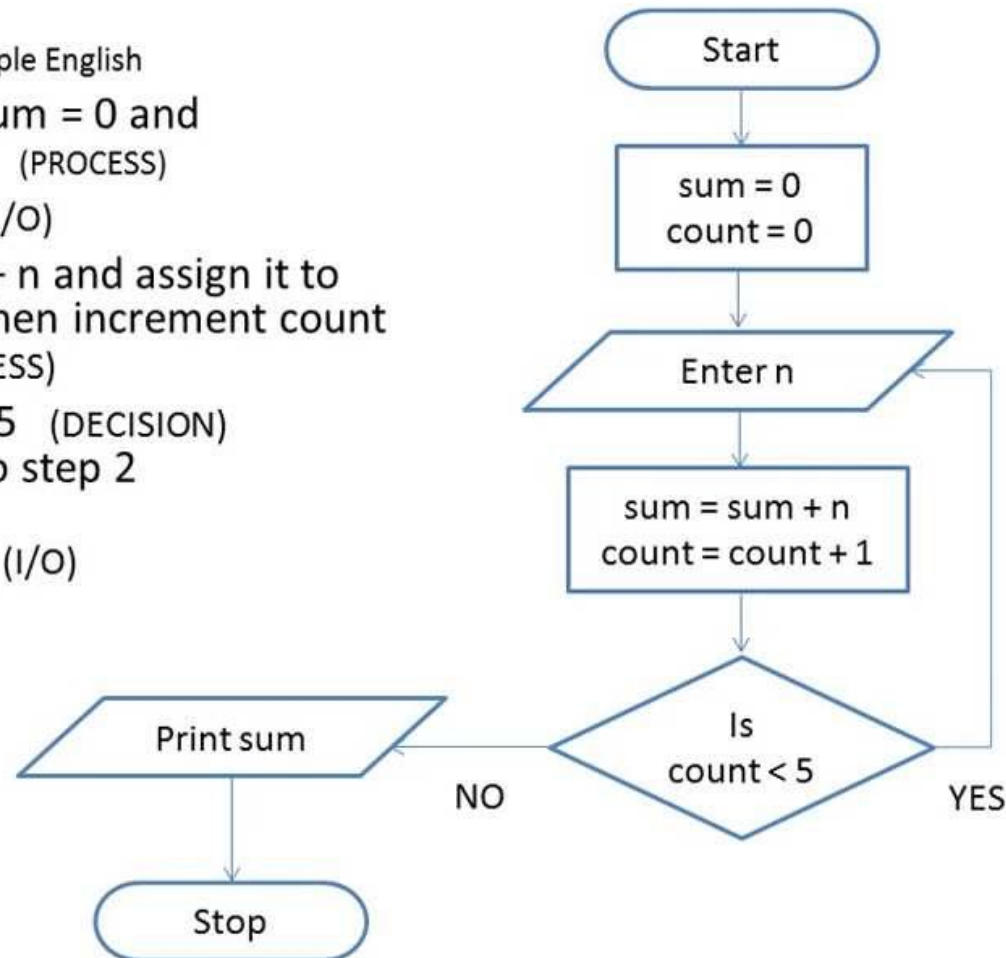 ple English
um = 0 and
(PROCESS)
/O)
n and assign it to
hen increment count
ESS)
5 (DECISION)
o step 2
(I/O)
Start
sum = 0
count = 0
Enter n
sum = sum + n
count = count + 1
Is
count < 5
YES
NO
Print sum
Stop